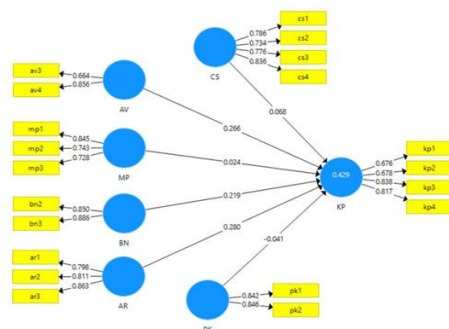 cs1
0.786
cs2
0.734
0.776
cs3
0.836
cs4
CS
av3
0.664
0.856
av4
AV
0.068
0.266
mp1
0.845
mp2
0.743
0.728
mp3
MP
0.024
0.429
KP
kp1
0.676
kp2
0.678
0.838
kp3
0.817
kp4
bn2
0.850
0.886
bn3
BN
0.219
0.280
-0.041
ar1
0.798
ar2
0.811
0.863
ar3
AR
0.842
pk1
0.846
pk2